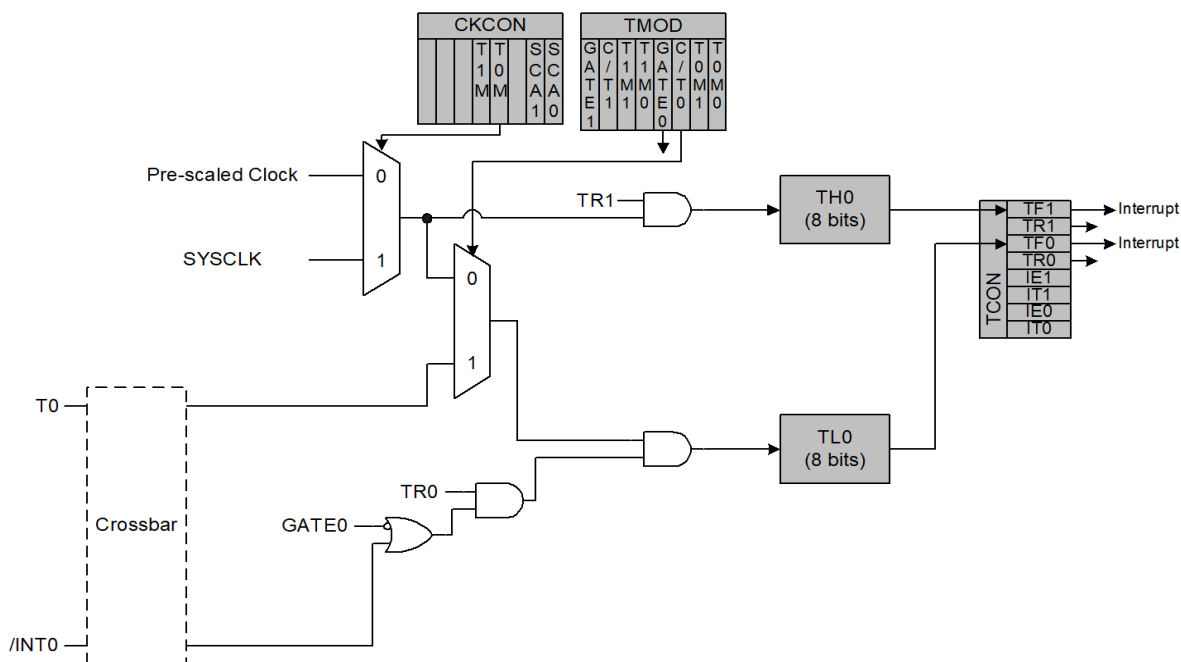 CKCON
T1M
T0M
SCA1
SCA0
TMOD
GATE1
C/T1
T1M1
T1M0
GATE0
C/T0
T0M1
T0M0
Pre-scaled Clock
0
SYSCLK
1
TR1
TH0
(8 bits)
TCON
TF1
TR1
TF0
TR0
IE1
IT1
IE0
IT0
Interrupt
Interrupt
0
1
T0
Crossbar
/INT0
TR0
GATE0
TL0
(8 bits)